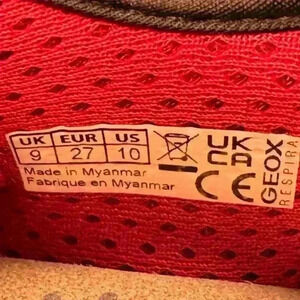 UK EUR US
9 27 10
Made in Myanmar
Fabriqué en Myanmar
UK
CA
CE
GEOX
RESPIRA